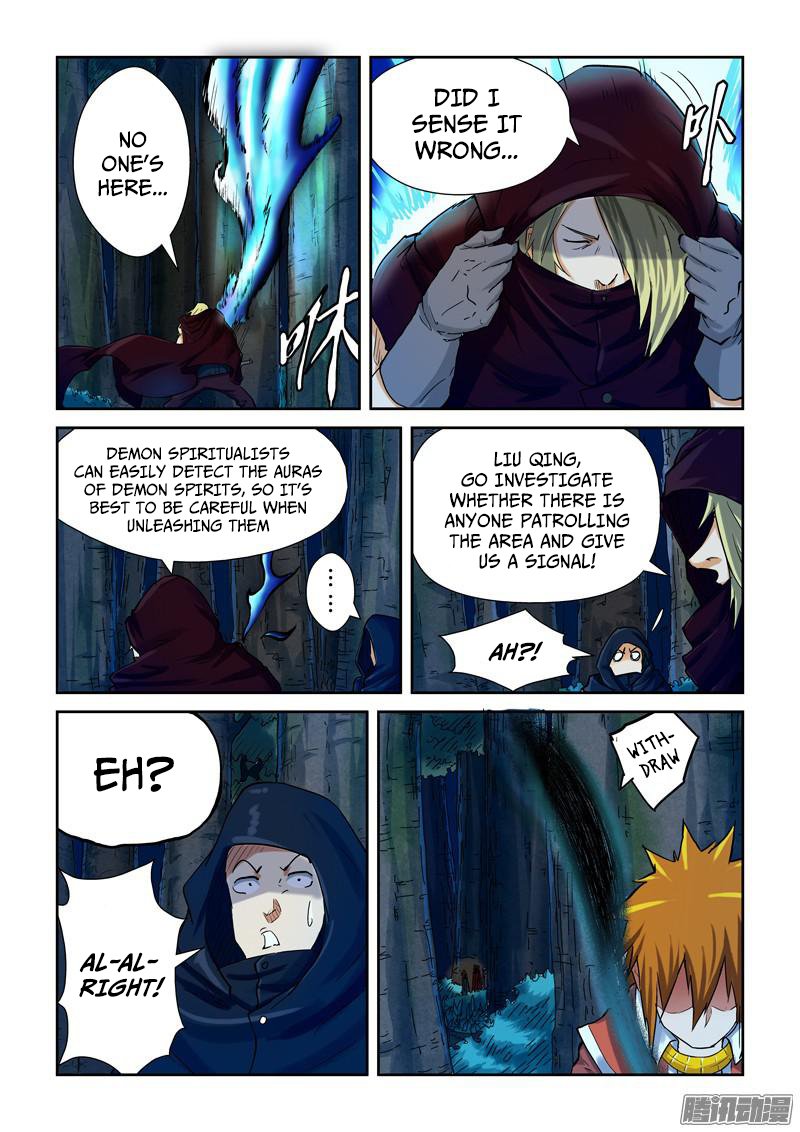 NO
ONE'S
HERE...
咻
DID I
SENSE IT
WRONG...
卟
DEMON SPIRITUALISTS
CAN EASILY DETECT THE AURAS
OF DEMON SPIRITS, SO IT'S
BEST TO BE CAREFUL WHEN
UNLEASHING THEM
......
LIU QING,
GO INVESTIGATE
WHETHER THERE IS
ANYONE PATROLLING
THE AREA AND GIVE
US A SIGNAL!
AH?!
EH?
AL-AL-
RIGHT!
WITH-
DRAW
腾讯动漫